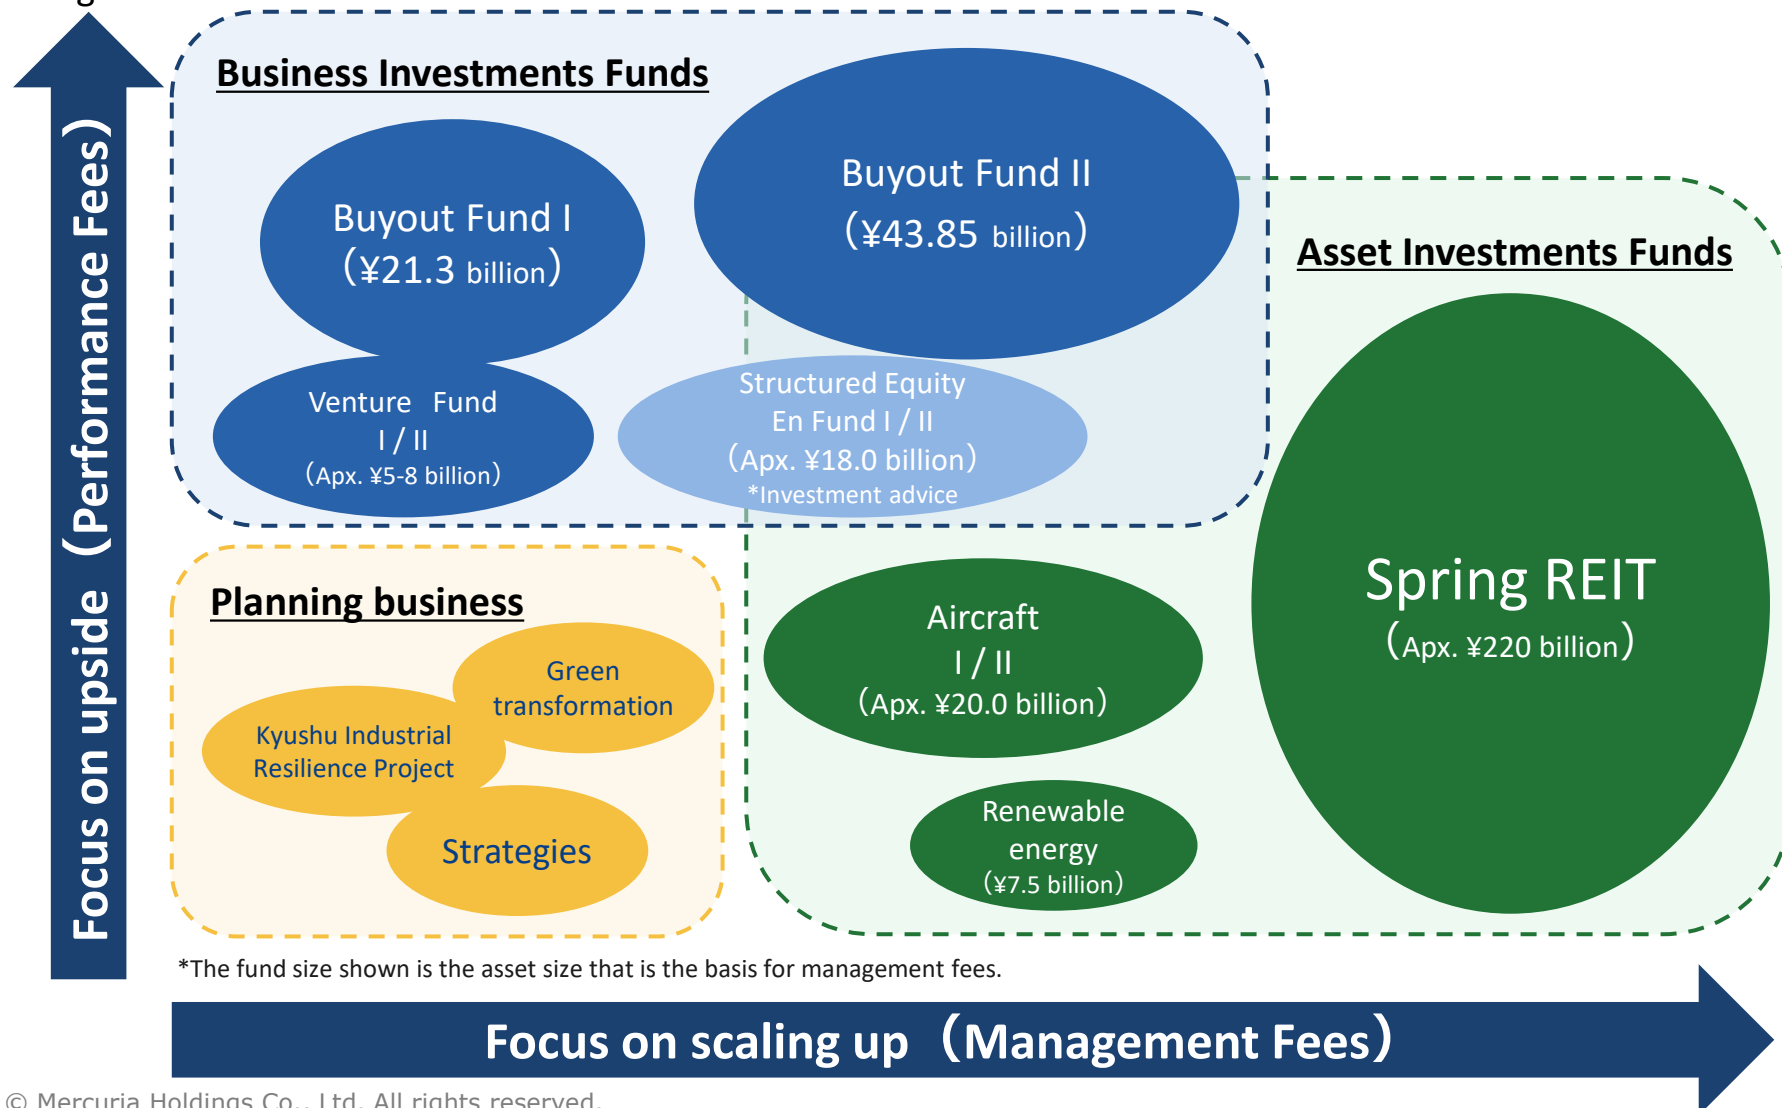 Business Investments Funds
Buyout Fund I
(¥21.3 billion)
Buyout Fund II
(¥43.85 billion)
Venture Fund
I / II
(Apx. ¥5-8 billion)
Structured Equity
En Fund I / II
(Apx. ¥18.0 billion)
*Investment advice
Asset Investments Funds
Spring REIT
(Apx. ¥220 billion)
Aircraft
I / II
(Apx. ¥20.0 billion)
Renewable
energy
(¥7.5 billion)
Planning business
Green
transformation
Kyushu Industrial
Resilience Project
Strategies
Focus on upside (Performance Fees)
*The fund size shown is the asset size that is the basis for management fees.
Focus on scaling up (Management Fees)
© Mercuria Holdings Co., Ltd. All rights reserved.